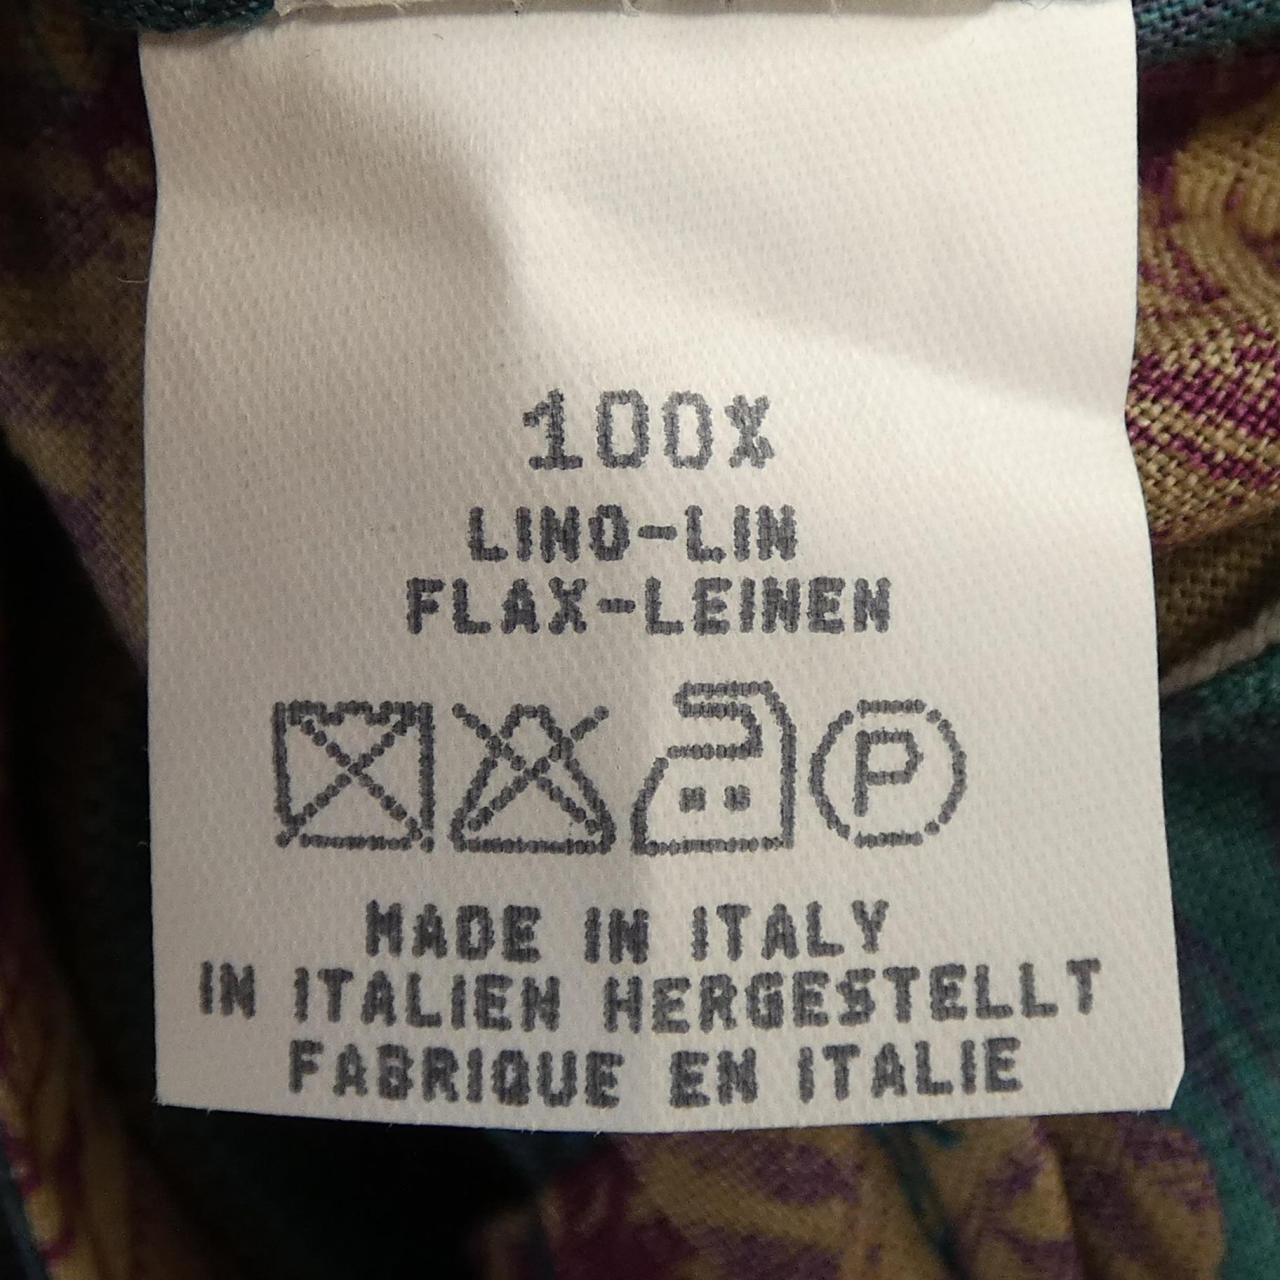 100%
LINO-LIN
FLAX-LEINEN
P
MADE IN ITALY
IN ITALIEN HERGESTELLT
FABRIQUE EN ITALIE